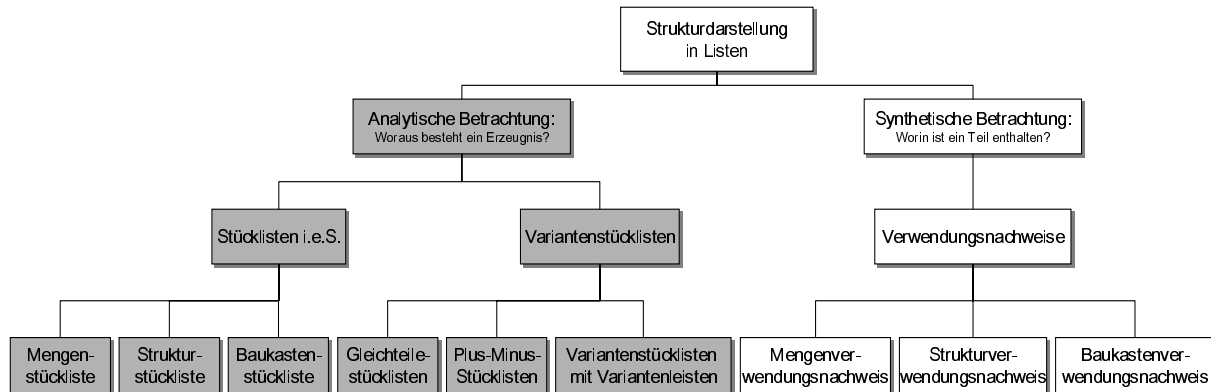 Strukturdarstellung
in Listen
Analytische Betrachtung:
Woraus besteht ein Erzeugnis?
Synthetische Betrachtung:
Worin ist ein Teil enthalten?
Stücklisten i.e.S.
Variantenstücklisten
Verwendungsnachweise
Mengen-
stückliste
Struktur-
stückliste
Baukasten-
stückliste
Gleichteile-
stücklisten
Plus-Minus-
Stücklisten
Variantenstücklisten
mit Variantenleisten
Mengenver-
wendungsnachweis
Strukturver-
wendungsnachweis
Baukastenver-
wendungsnachweis